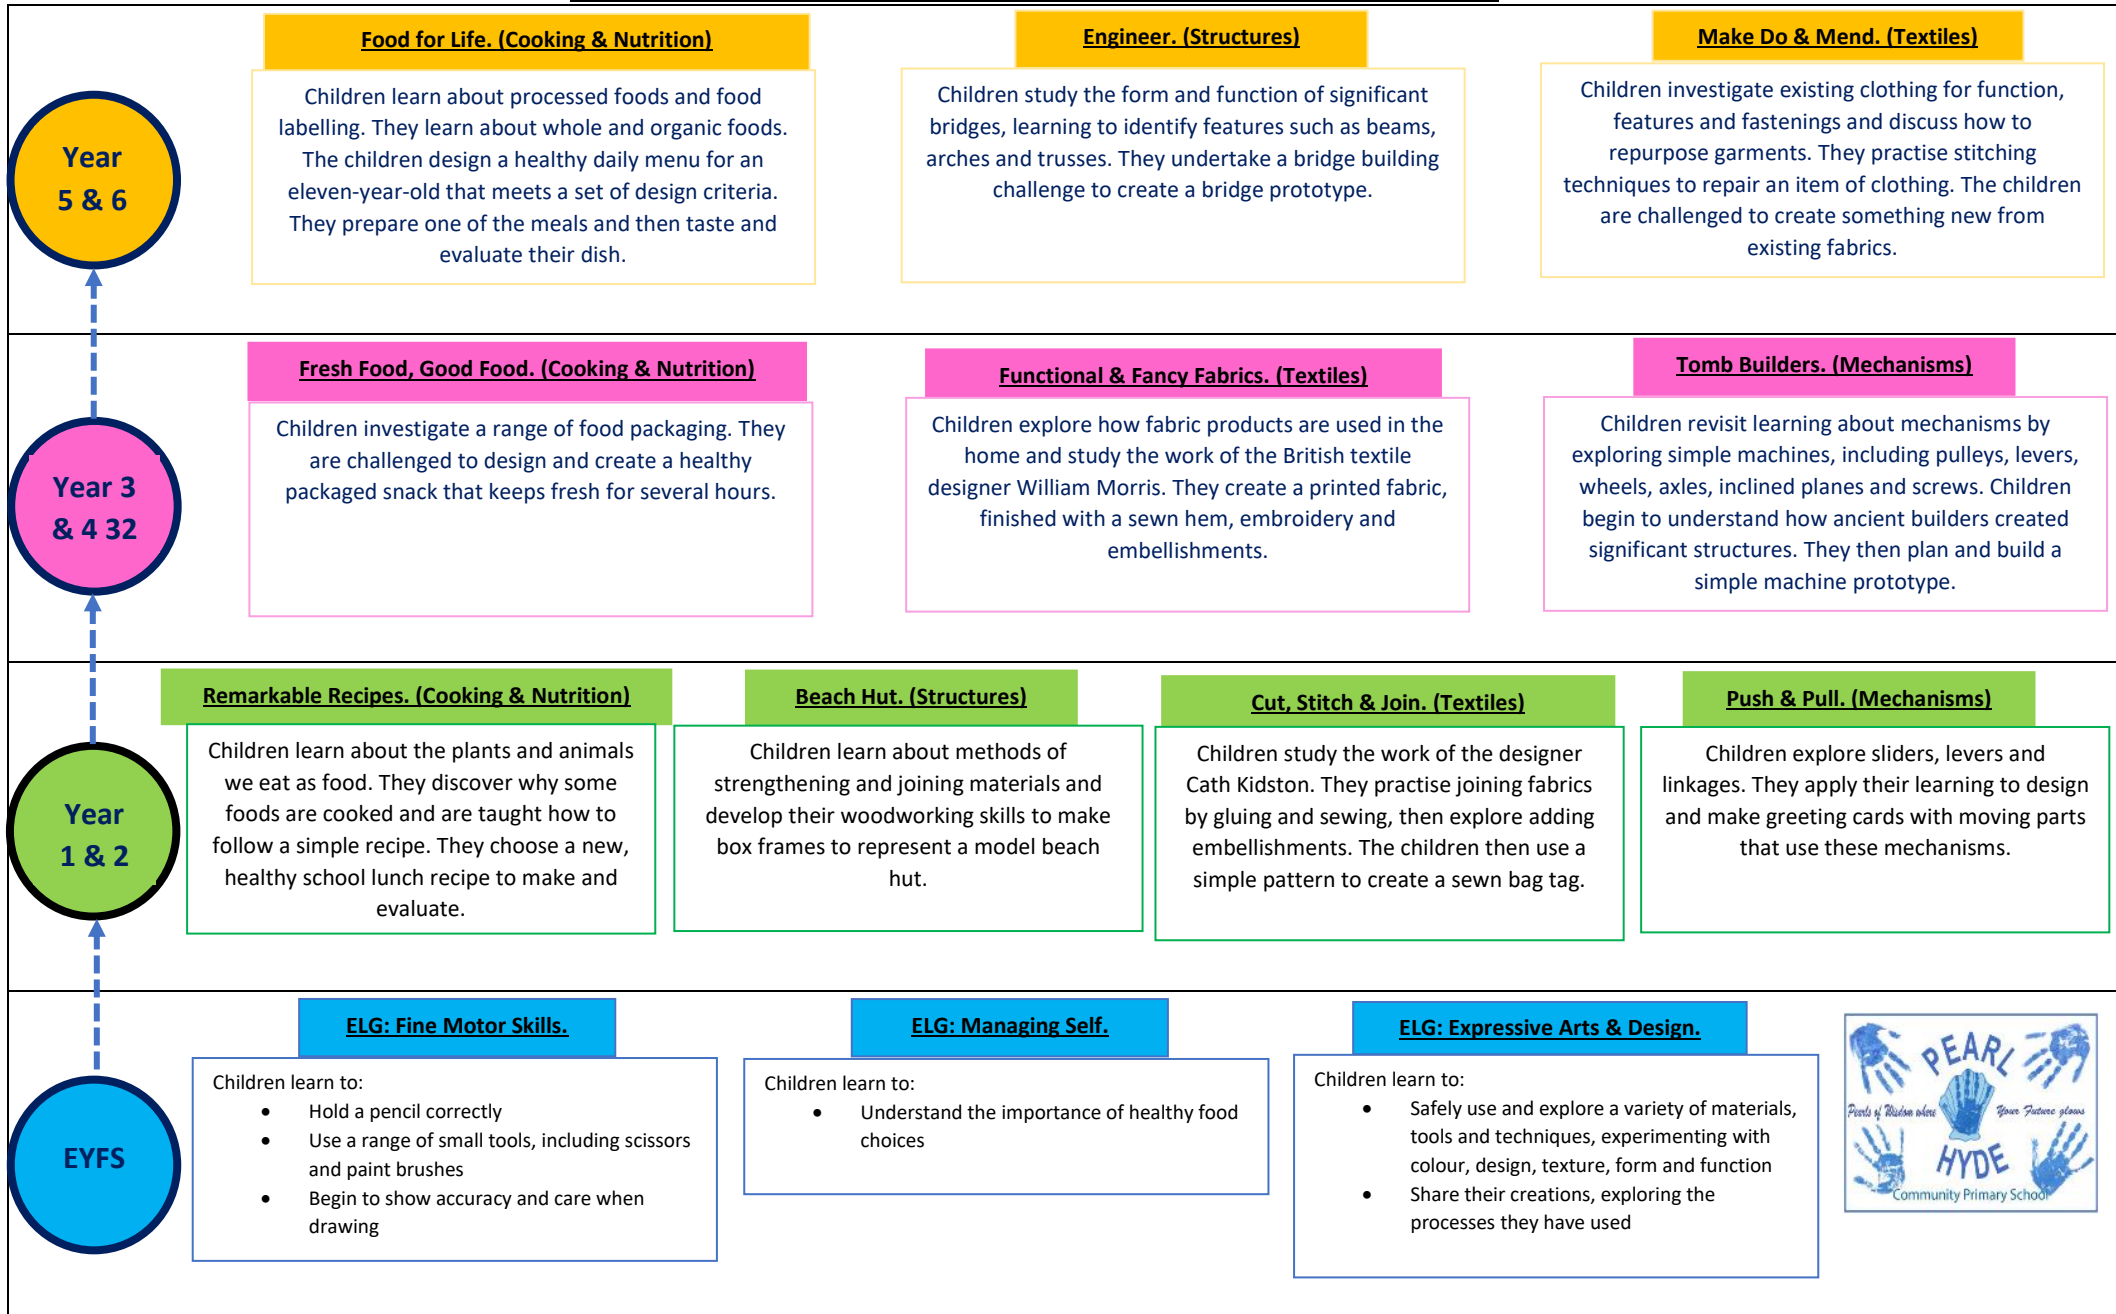 Food for Life. (Cooking & Nutrition)
Children learn about processed foods and food
labelling. They learn about whole and organic foods.
The children design a healthy daily menu for an
eleven-year-old that meets a set of design criteria.
They prepare one of the meals and then taste and
evaluate their dish.
Engineer. (Structures)
Children study the form and function of significant
bridges, learning to identify features such as beams,
arches and trusses. They undertake a bridge building
challenge to create a bridge prototype.
Make Do & Mend. (Textiles)
Children investigate existing clothing for function,
features and fastenings and discuss how to
repurpose garments. They practise stitching
techniques to repair an item of clothing. The children
are challenged to create something new from
existing fabrics.
Year
5 & 6
Fresh Food, Good Food. (Cooking & Nutrition)
Children investigate a range of food packaging. They
are challenged to design and create a healthy
packaged snack that keeps fresh for several hours.
Functional & Fancy Fabrics. (Textiles)
Children explore how fabric products are used in the
home and study the work of the British textile
designer William Morris. They create a printed fabric,
finished with a sewn hem, embroidery and
embellishments.
Tomb Builders. (Mechanisms)
Children revisit learning about mechanisms by
exploring simple machines, including pulleys, levers,
wheels, axles, inclined planes and screws. Children
begin to understand how ancient builders created
significant structures. They then plan and build a
simple machine prototype.
Year 3
& 4 32
Remarkable Recipes. (Cooking & Nutrition)
Children learn about the plants and animals
we eat as food. They discover why some
foods are cooked and are taught how to
follow a simple recipe. They choose a new,
healthy school lunch recipe to make and
evaluate.
Beach Hut. (Structures)
Children learn about methods of
strengthening and joining materials and
develop their woodworking skills to make
box frames to represent a model beach
hut.
Cut, Stitch & Join. (Textiles)
Children study the work of the designer
Cath Kidston. They practise joining fabrics
by gluing and sewing, then explore adding
embellishments. The children then use a
simple pattern to create a sewn bag tag.
Push & Pull. (Mechanisms)
Children explore sliders, levers and
linkages. They apply their learning to design
and make greeting cards with moving parts
that use these mechanisms.
Year
1 & 2
ELG: Fine Motor Skills.
Children learn to:
• Hold a pencil correctly
• Use a range of small tools, including scissors
and paint brushes
• Begin to show accuracy and care when
drawing
ELG: Managing Self.
Children learn to:
• Understand the importance of healthy food
choices
ELG: Expressive Arts & Design.
Children learn to:
• Safely use and explore a variety of materials,
tools and techniques, experimenting with
colour, design, texture, form and function
• Share their creations, exploring the
processes they have used
EYFS
PEARL
Pearls of Wisdom where Your Future glows
HYDE
Community Primary School